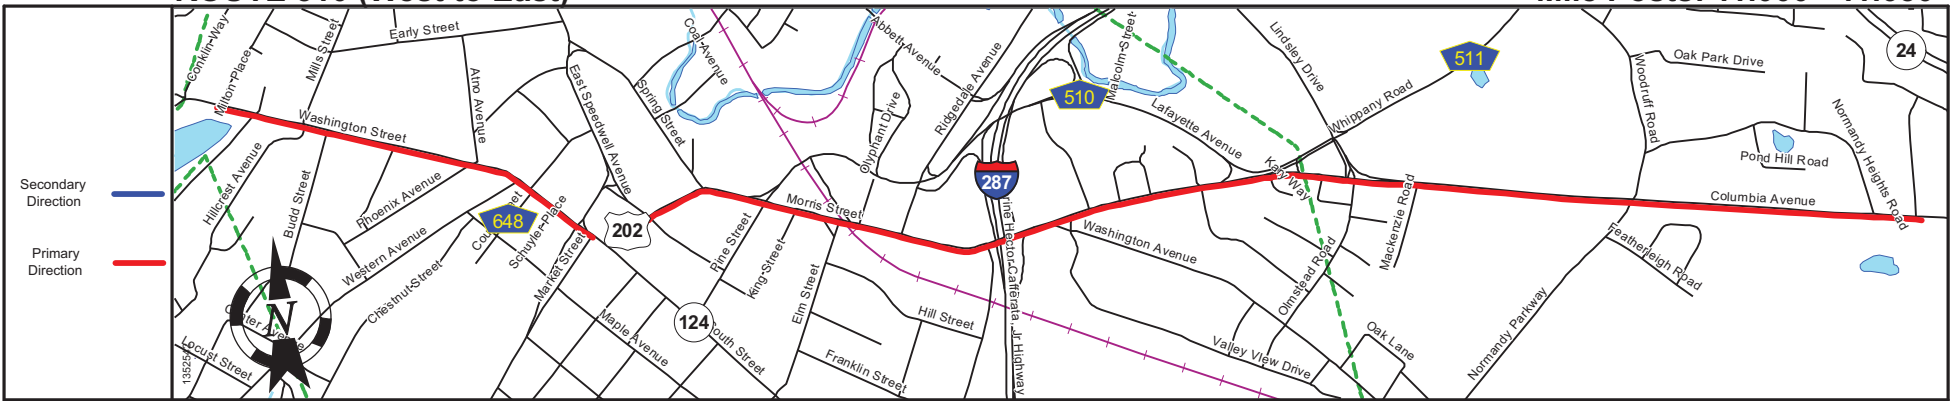 Secondary
Direction
Primary
Direction
Conklin-Way
Milton Place
Mills Street
Early Street
Atno Avenue
Washington Street
East Speedwell Avenue
Spring Street
Coal Avenue
Abbett Avenue
Olyphant Drive
Ridgedale Avenue
510
Malcolm-Street
Lafayette Avenue
Lindsley Drive
Whippany Road
511
Woodruff Road
Oak Park Drive
24
Pond Hill Road
Normandy Heights Road
Columbia Avenue
Hillcrest Avenue
Budd Street
Phoenix Avenue
Western Avenue
Chestnut-Street
648
Schuyler-Place
Market Street
202
Morris Street
Pine Street
King-Street
Elm Street
287
Washington Avenue
Kahy Way
Mackenzie Road
Olmstead Road
Featherleigh Road
Normandy Parkway
N
Locust Street
Maple Avenue
124
Hill Street
Franklin Street
Valley View Drive
Oak Lane